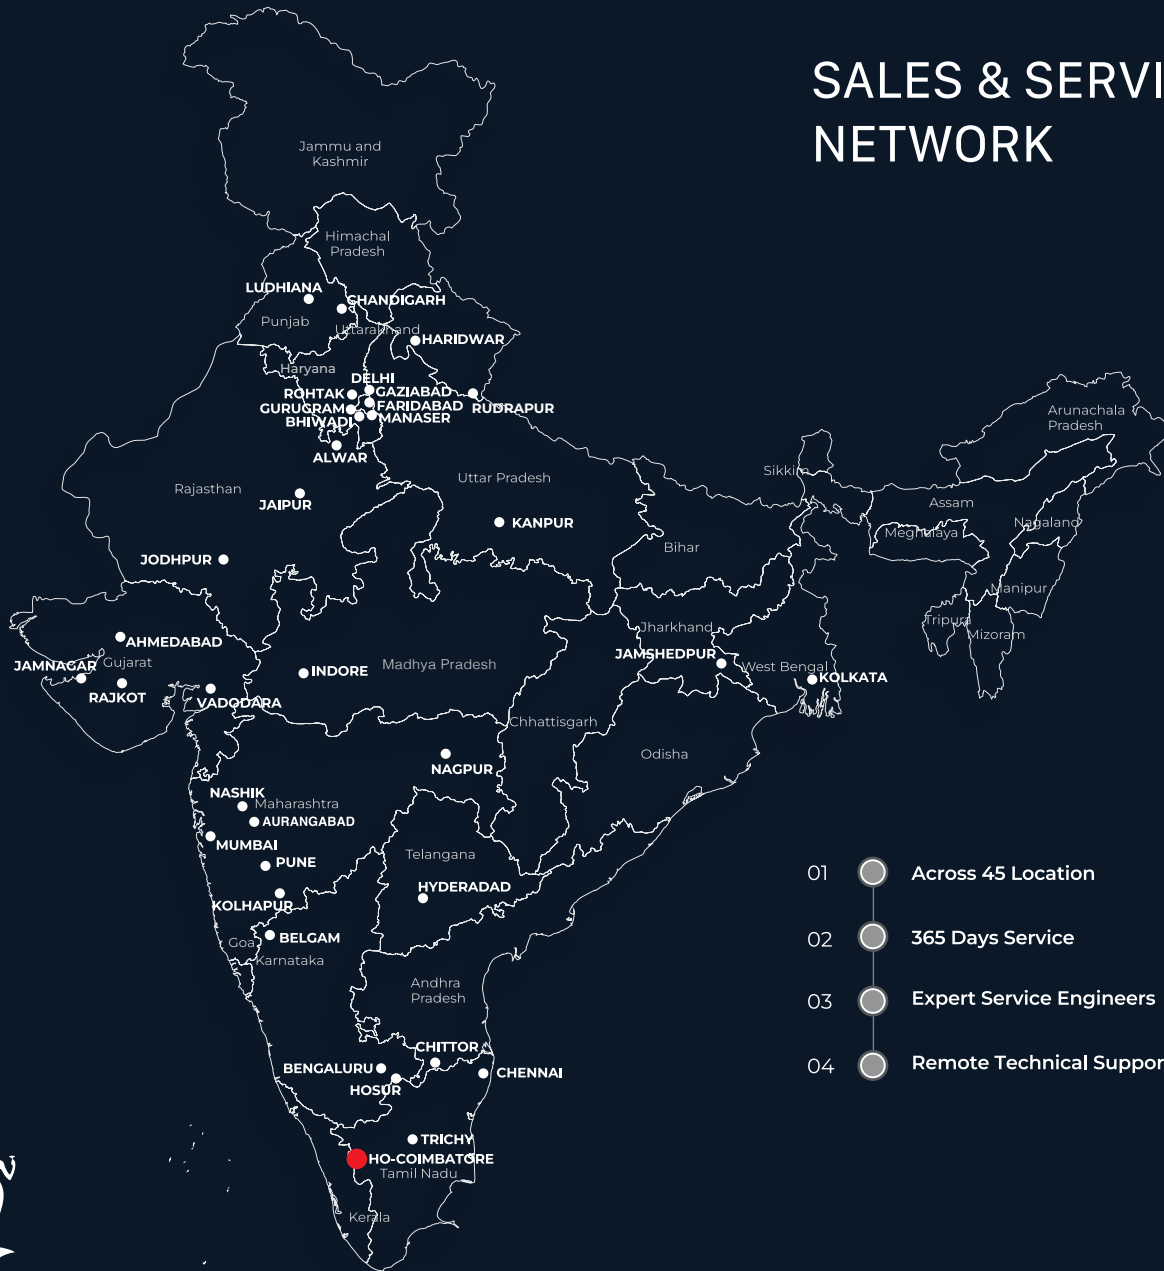 SALES & SERVI
NETWORK
Jammu and
Kashmir
Himachal
Pradesh
LUDHIANA
CHANDIGARH
Punjab
Uttarakhand
HARIDWAR
Haryana
DELHI
ROHTAK
GAZIABAD
GURUGRAM
FARIDABAD
RUDRAPUR
BHIWADI
MANASER
ALWAR
Arunachala
Pradesh
Sikkim
Uttar Pradesh
Rajasthan
JAIPUR
Assam
KANPUR
Nagaland
Meghalaya
Bihar
JODHPUR
Manipur
Tripura
Mizoram
Jharkhand
AHMEDABAD
JAMSHEDPUR
JAMNAGAR
Gujarat
Madhya Pradesh
INDORE
West Bengal
KOLKATA
RAJKOT
VADODARA
Chhattisgarh
Odisha
NAGPUR
NASHIK
Maharashtra
AURANGABAD
MUMBAI
PUNE
Telangana
HYDERADAD
KOLHAPUR
Goa
BELGAM
Karnataka
Andhra
Pradesh
CHITTOR
BENGALURU
CHENNAI
HOSUR
TRICHY
HO-COIMBATORE
Tamil Nadu
Kerala
01 Across 45 Location
02 365 Days Service
03 Expert Service Engineers
04 Remote Technical Suppor